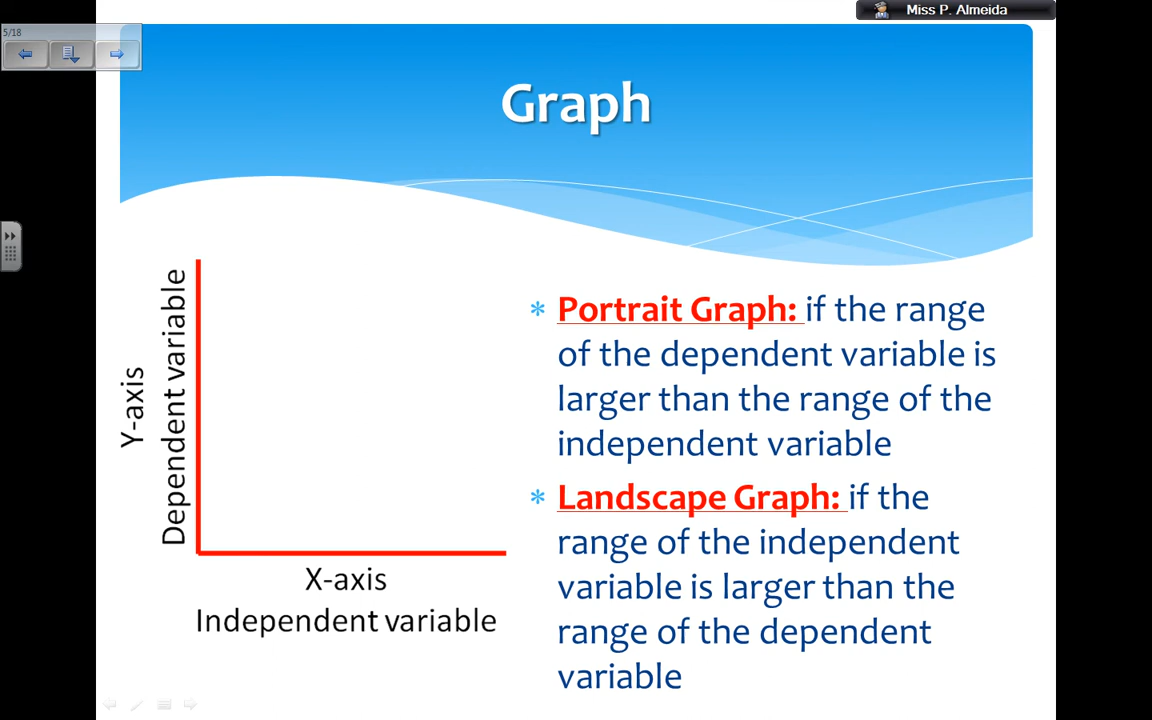 Miss P. Almeida
5/18
Graph
Y-axis
Dependent variable
X-axis
Independent variable
* Portrait Graph: if the range
of the dependent variable is
larger than the range of the
independent variable
* Landscape Graph: if the
range of the independent
variable is larger than the
range of the dependent
variable